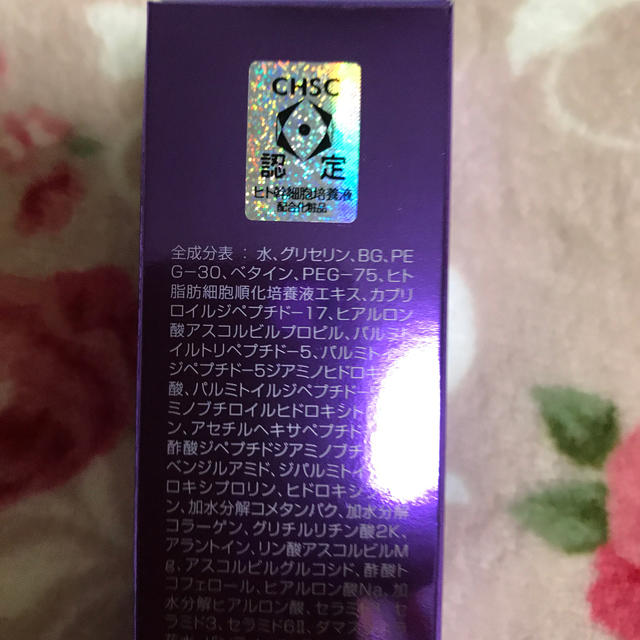 CHSC
認 定
ヒト幹細胞培養液
配合化粧品
全成分表：水、グリセリン、BG、PE
G-30、ベタイン、PEG-75、ヒト
脂肪細胞順化培養液エキス、カプリ
ロイルジペプチド-17、ヒアルロン
酸アスコルビルプロピル、パルミ
イルトリペプチド-5、パルミト
ジペプチド-5ジアミノヒドロキ
酸、パルミトイルジペプチド-
ミノブチロイルヒドロキシト
ン、アセチルヘキサペプチド
酢酸ジペプチドジアミノブチ
ベンジルアミド、ジパルミトイ
ロキシプロリン、ヒドロキシ
ン、加水分解コメタンパク、加水分解
コラーゲン、グリチルリチン酸2K、
アラントイン、リン酸アスコルビルM
g、アスコルビルグルコシド、酢酸ト
コフェロール、ヒアルロン酸Na、加
水分解ヒアルロン酸、セラミド
ラミド3、セラミド6Ⅱ、ダマス